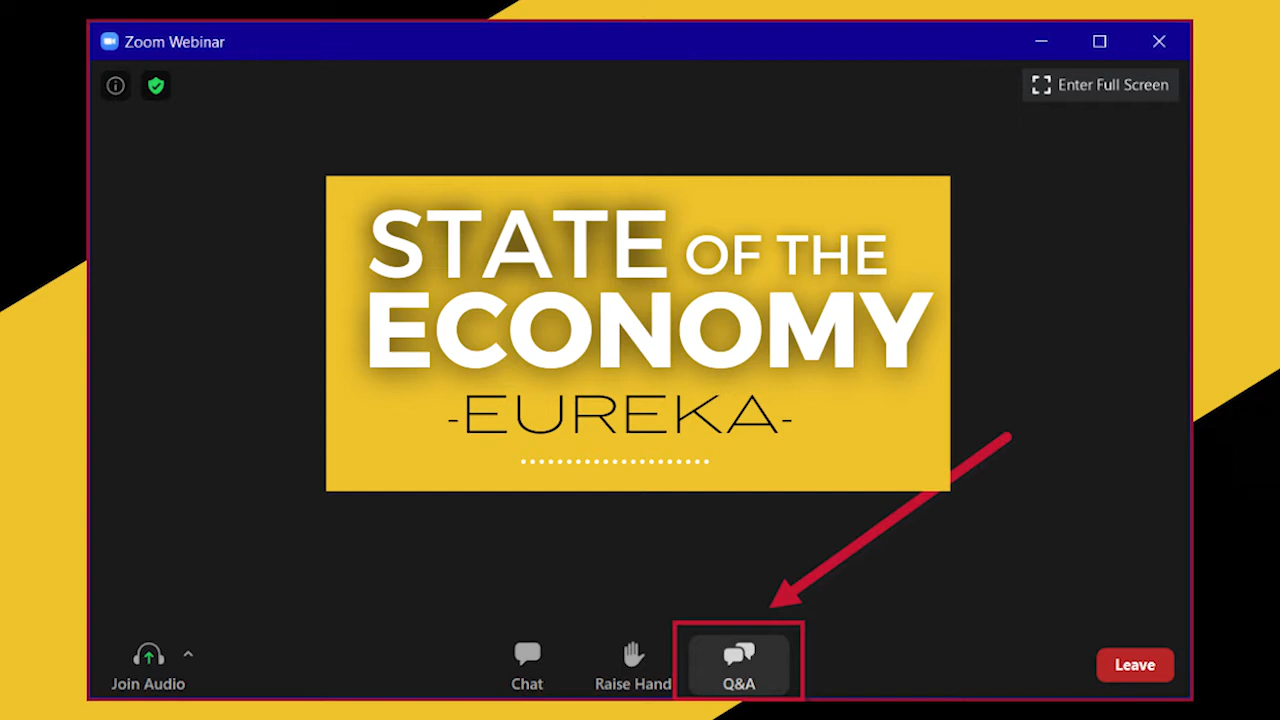 Zoom Webinar
Enter Full Screen
STATE OF THE
ECONOMY
-EUREKA-
Join Audio
Chat
Raise Hand
Q&A
Leave